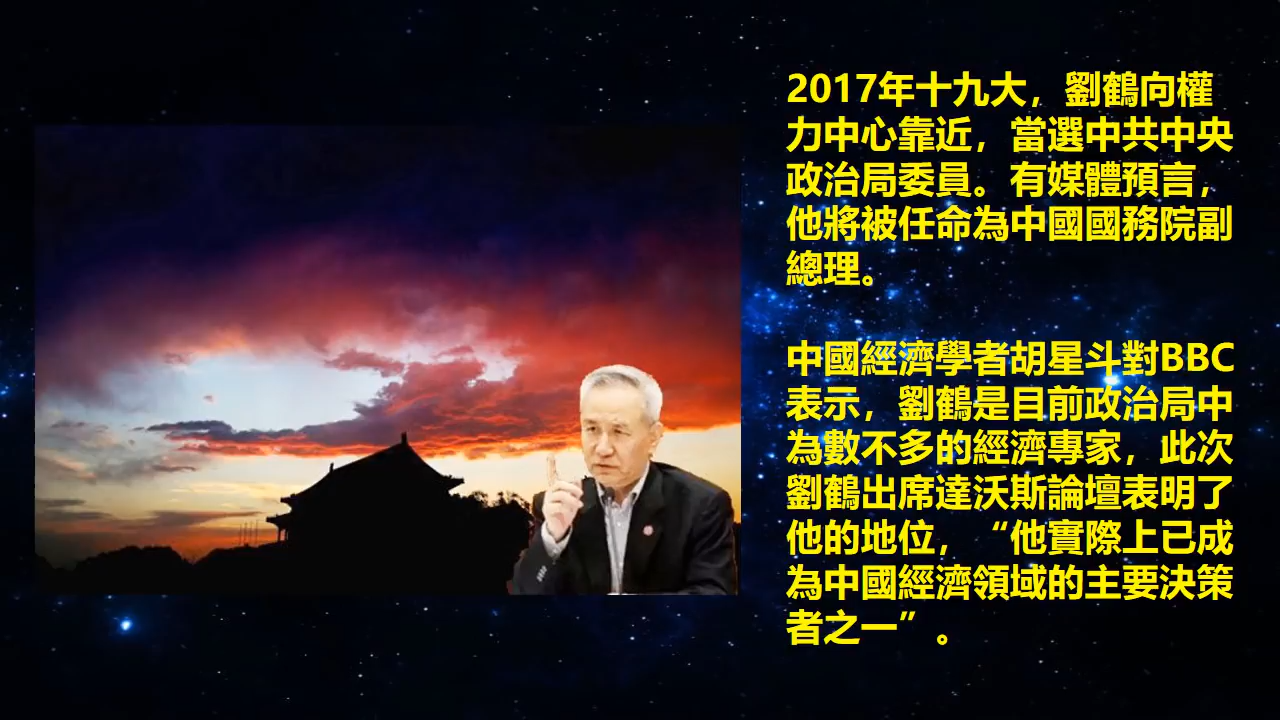 2017年十九大，劉鶴向權
力中心靠近，當選中共中央
政治局委員。有媒體預言，
他將被任命為中國國務院副
總理。
中國經濟學者胡星斗對BBC
表示，劉鶴是目前政治局中
為數不多的經濟專家，此次
劉鶴出席達沃斯論壇表明了
他的地位，“他實際上已成
為中國經濟領域的主要決策
者之一”。